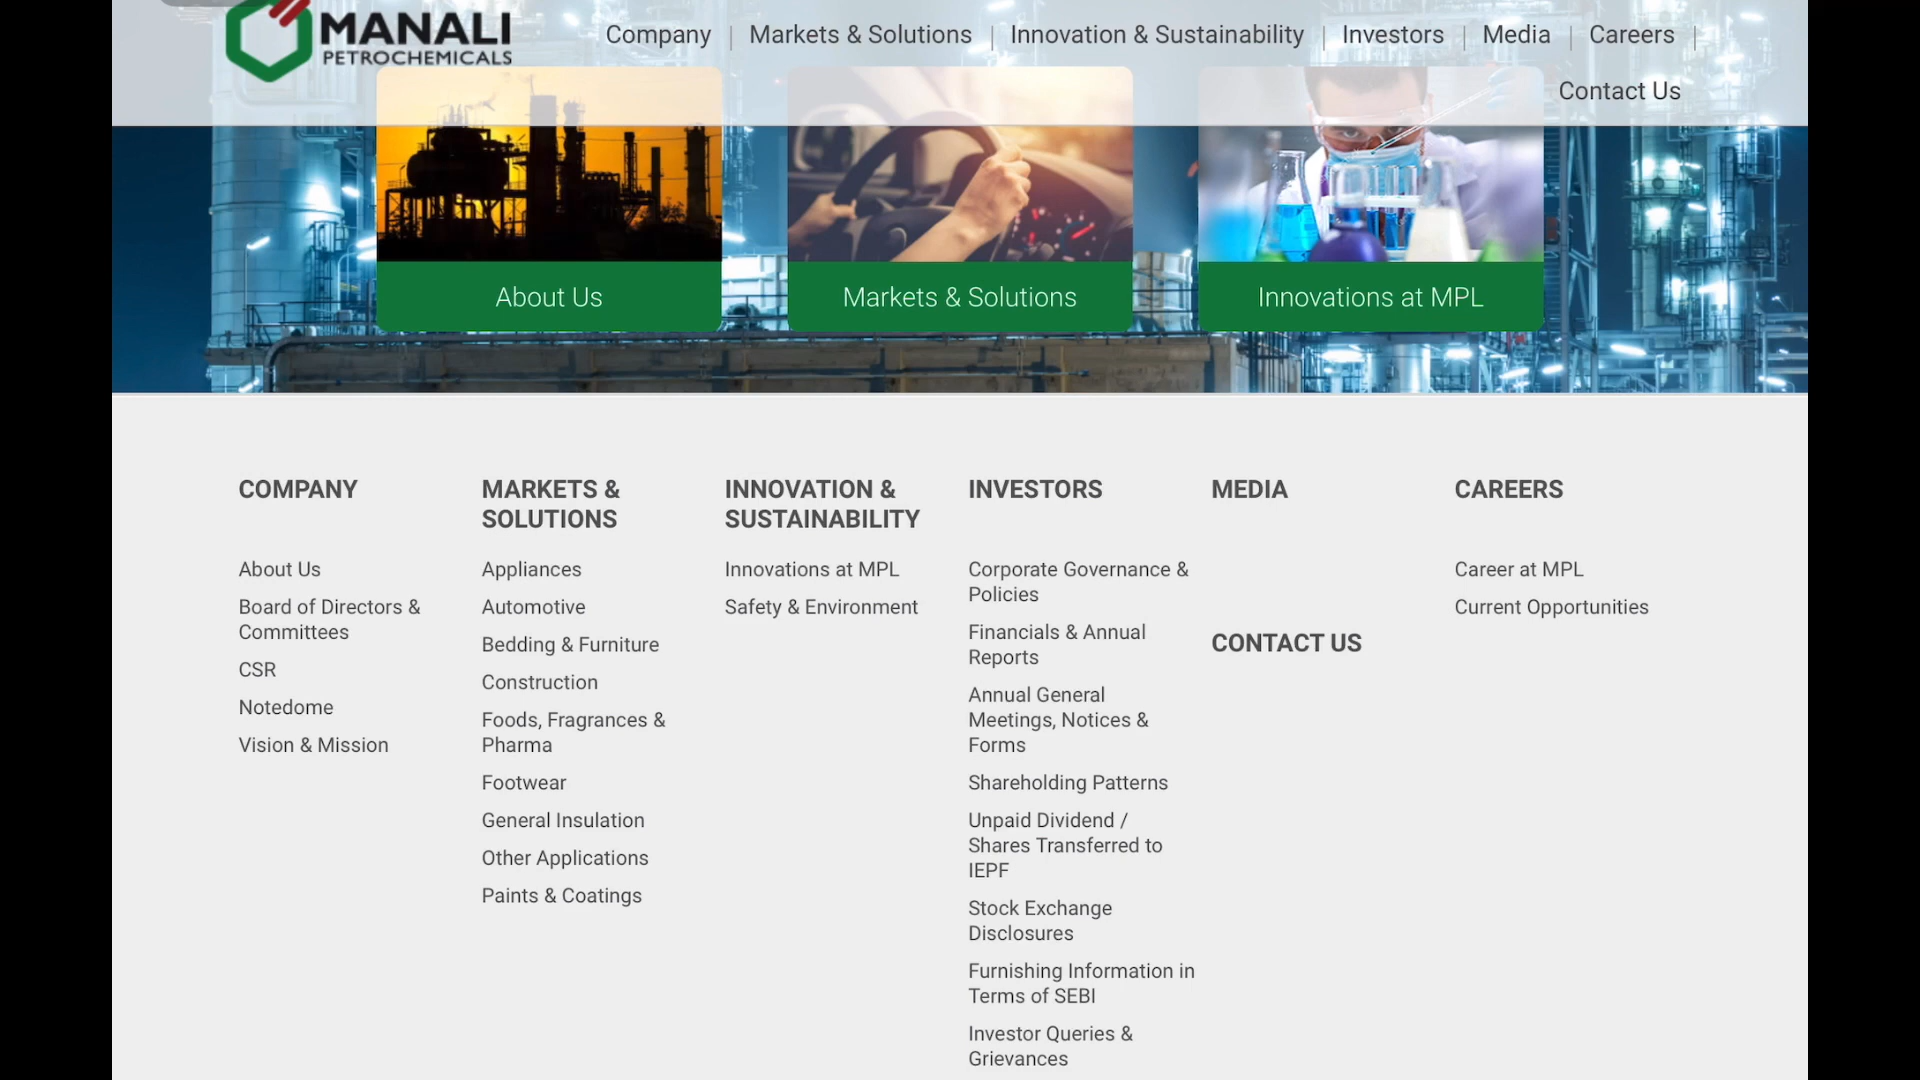 MANALI
PETROCHEMICALS
Company
Markets & Solutions
Innovation & Sustainability
Investors
Media
Careers
Contact Us
About Us
Markets & Solutions
Innovations at MPL
COMPANY
About Us
Board of Directors &
Committees
CSR
Notedome
Vision & Mission
MARKETS &
SOLUTIONS
Appliances
Automotive
Bedding & Furniture
Construction
Foods, Fragrances &
Pharma
Footwear
General Insulation
Other Applications
Paints & Coatings
INNOVATION &
SUSTAINABILITY
Innovations at MPL
Safety & Environment
INVESTORS
Corporate Governance &
Policies
Financials & Annual
Reports
Annual General
Meetings, Notices &
Forms
Shareholding Patterns
Unpaid Dividend /
Shares Transferred to
IEPF
Stock Exchange
Disclosures
Furnishing Information in
Terms of SEBI
Investor Queries &
Grievances
MEDIA
CONTACT US
CAREERS
Career at MPL
Current Opportunities